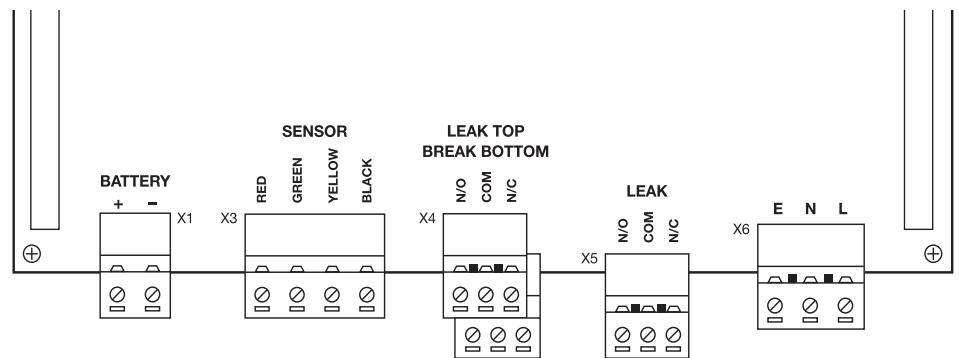 BATTERY
+ −
X1
SENSOR
RED GREEN YELLOW BLACK
X3
LEAK TOP
BREAK BOTTOM
N/O COM N/C
X4
LEAK
N/O COM N/C
X5
E N L
X6